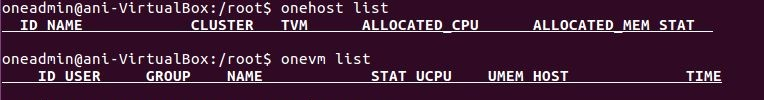 oneadmin@ani-VirtualBox:/root$ onehost list
ID NAME CLUSTER TVM ALLOCATED_CPU ALLOCATED_MEM STAT
oneadmin@ani-VirtualBox:/root$ onevm list
ID USER GROUP NAME STAT UCPU UMEM HOST TIME